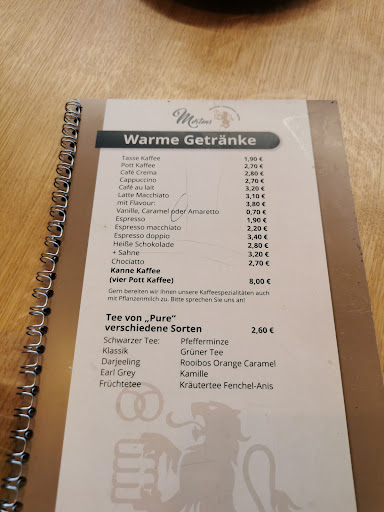 Mertens
Warme Getränke
Tasse Kaffee 1,90 €
Pott Kaffee 2,70 €
Café Crema 2,80 €
Cappuccino 2,70 €
Café au lait 3,20 €
Latte Macchiato 3,10 €
mit Flavour: 3,80 €
Vanille, Caramel oder Amaretto 0,70 €
Espresso 1,90 €
Espresso macchiato 2,20 €
Espresso doppio 3,40 €
Heiße Schokolade 2,80 €
+ Sahne 3,20 €
Chociatto 2,70 €
Kanne Kaffee
(vier Pott Kaffee) 8,00 €
Gern bereiten wir Ihnen unsere Kaffeespezialitäten auch
mit Pflanzenmilch zu. Bitte sprechen Sie uns an!
Tee von „Pure“
verschiedene Sorten 2,60 €
Schwarzer Tee: Pfefferminze
Klassik Grüner Tee
Darjeeling Rooibos Orange Caramel
Earl Grey Kamille
Früchtetee Kräutertee Fenchel-Anis